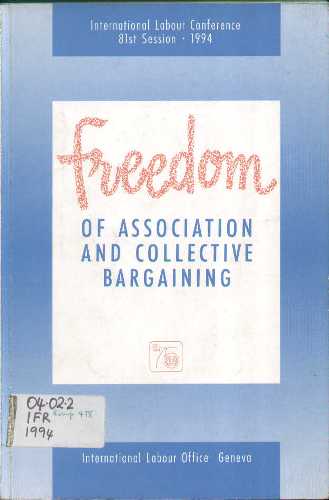 International Labour Conference
81st Session · 1994
freedom
OF ASSOCIATION
AND COLLECTIVE
BARGAINING
75
04·02·2
IFR
1994
International Labour Office Geneva